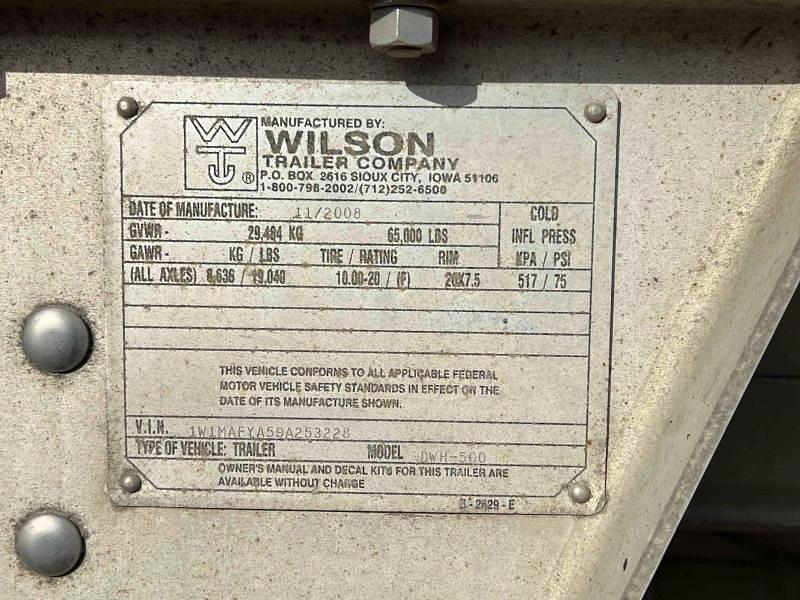 MANUFACTURED BY:
WILSON
TRAILER COMPANY
P.O. BOX 2616 SIOUX CITY, IOWA 51106
1-800-798-2002/(712)252-6500
WT ®
DATE OF MANUFACTURE: 11/2008 COLD
GVWR- 29,484 KG 65,000 LBS INFL PRESS
GAWR- KG / LBS TIRE / RATING RIM KPA / PSI
(ALL AXLES) 8,636 / 19,040 10.00-20 / (F) 20X7.5 517 / 75
THIS VEHICLE CONFORMS TO ALL APPLICABLE FEDERAL
MOTOR VEHICLE SAFETY STANDARDS IN EFFECT ON THE
DATE OF ITS MANUFACTURE SHOWN.
V.I.N. 1W1MAFYA59A253228
TYPE OF VEHICLE: TRAILER MODEL DWH-500
OWNER'S MANUAL AND DECAL KITS FOR THIS TRAILER ARE
AVAILABLE WITHOUT CHARGE
B-2629-E